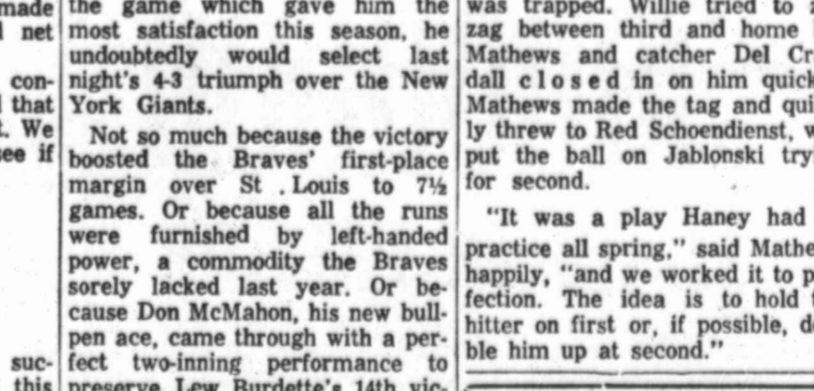 made
net
con-
that
t. We
see if
suc-
this
the game which gave him the
most satisfaction this season, he
undoubtedly would select last
night's 4-3 triumph over the New
York Giants.
Not so much because the victory
boosted the Braves' first-place
margin over St . Louis to 7½
games. Or because all the runs
were furnished by left-handed
power, a commodity the Braves
sorely lacked last year. Or be-
cause Don McMahon, his new bull-
pen ace, came through with a per-
fect two-inning performance to
preserve Lew Burdette's 14th vic-
was trapped. Willie tried to
zag between third and home
Mathews and catcher Del Cr
dall closed in on him quick
Mathews made the tag and qui
ly threw to Red Schoendienst, w
put the ball on Jablonski tryi
for second.
"It was a play Haney had
practice all spring," said Mathe
happily, "and we worked it to p
fection. The idea is to hold t
hitter on first or, if possible, d
ble him up at second."